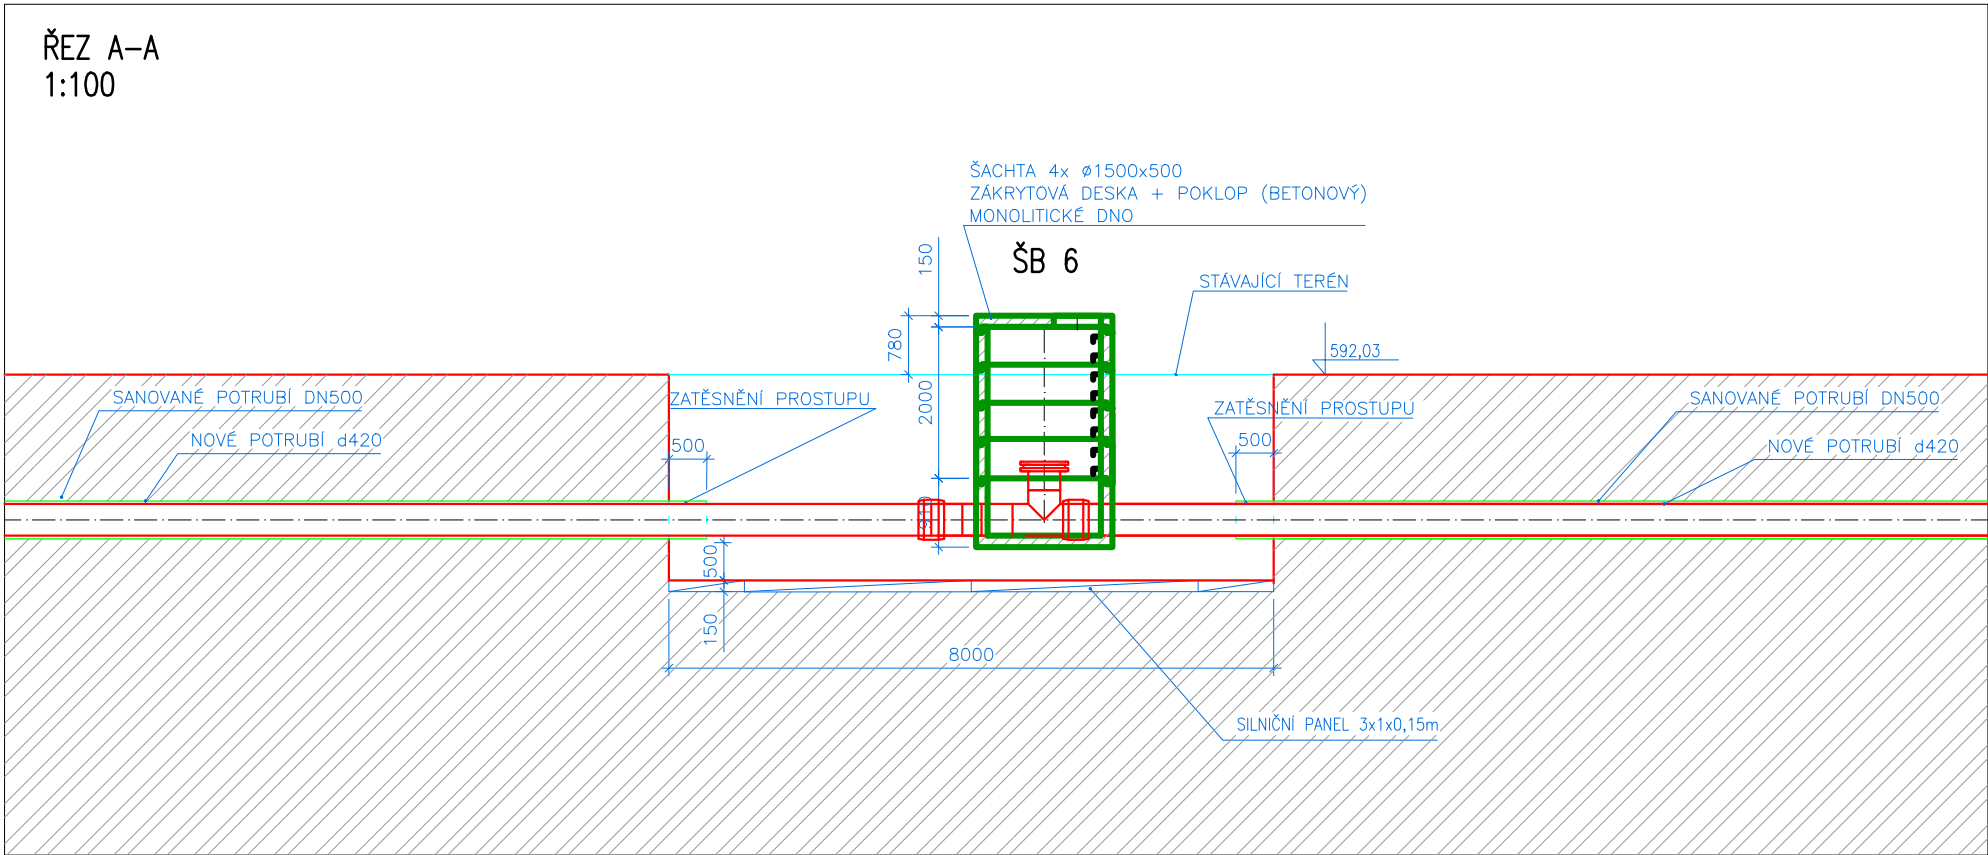 ŘEZ A-A
1:100
ŠACHTA 4x ø1500x500
ZÁKRYTOVÁ DESKA + POKLOP (BETONOVÝ)
MONOLITICKÉ DNO
ŠB 6
150
780
2000
STÁVAJÍCÍ TERÉN
592,03
SANOVANÉ POTRUBÍ DN500
NOVÉ POTRUBÍ d420
ZATĚSNĚNÍ PROSTUPU
500
ZATĚSNĚNÍ PROSTUPU
500
SANOVANÉ POTRUBÍ DN500
NOVÉ POTRUBÍ d420
500
150
8000
SILNIČNÍ PANEL 3x1x0,15m